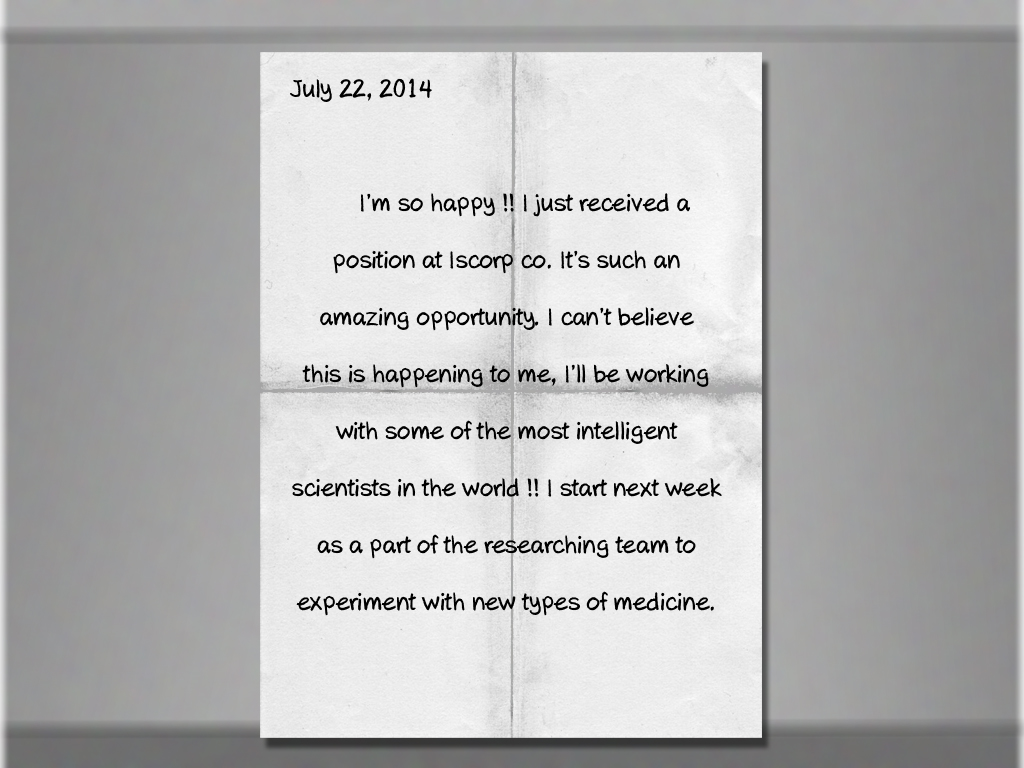 July 22, 2014
I'm so happy !! I just received a
position at Iscorp co. It's such an
amazing opportunity. I can't believe
this is happening to me, I'll be working
with some of the most intelligent
scientists in the world !! I start next week
as a part of the researching team to
experiment with new types of medicine.